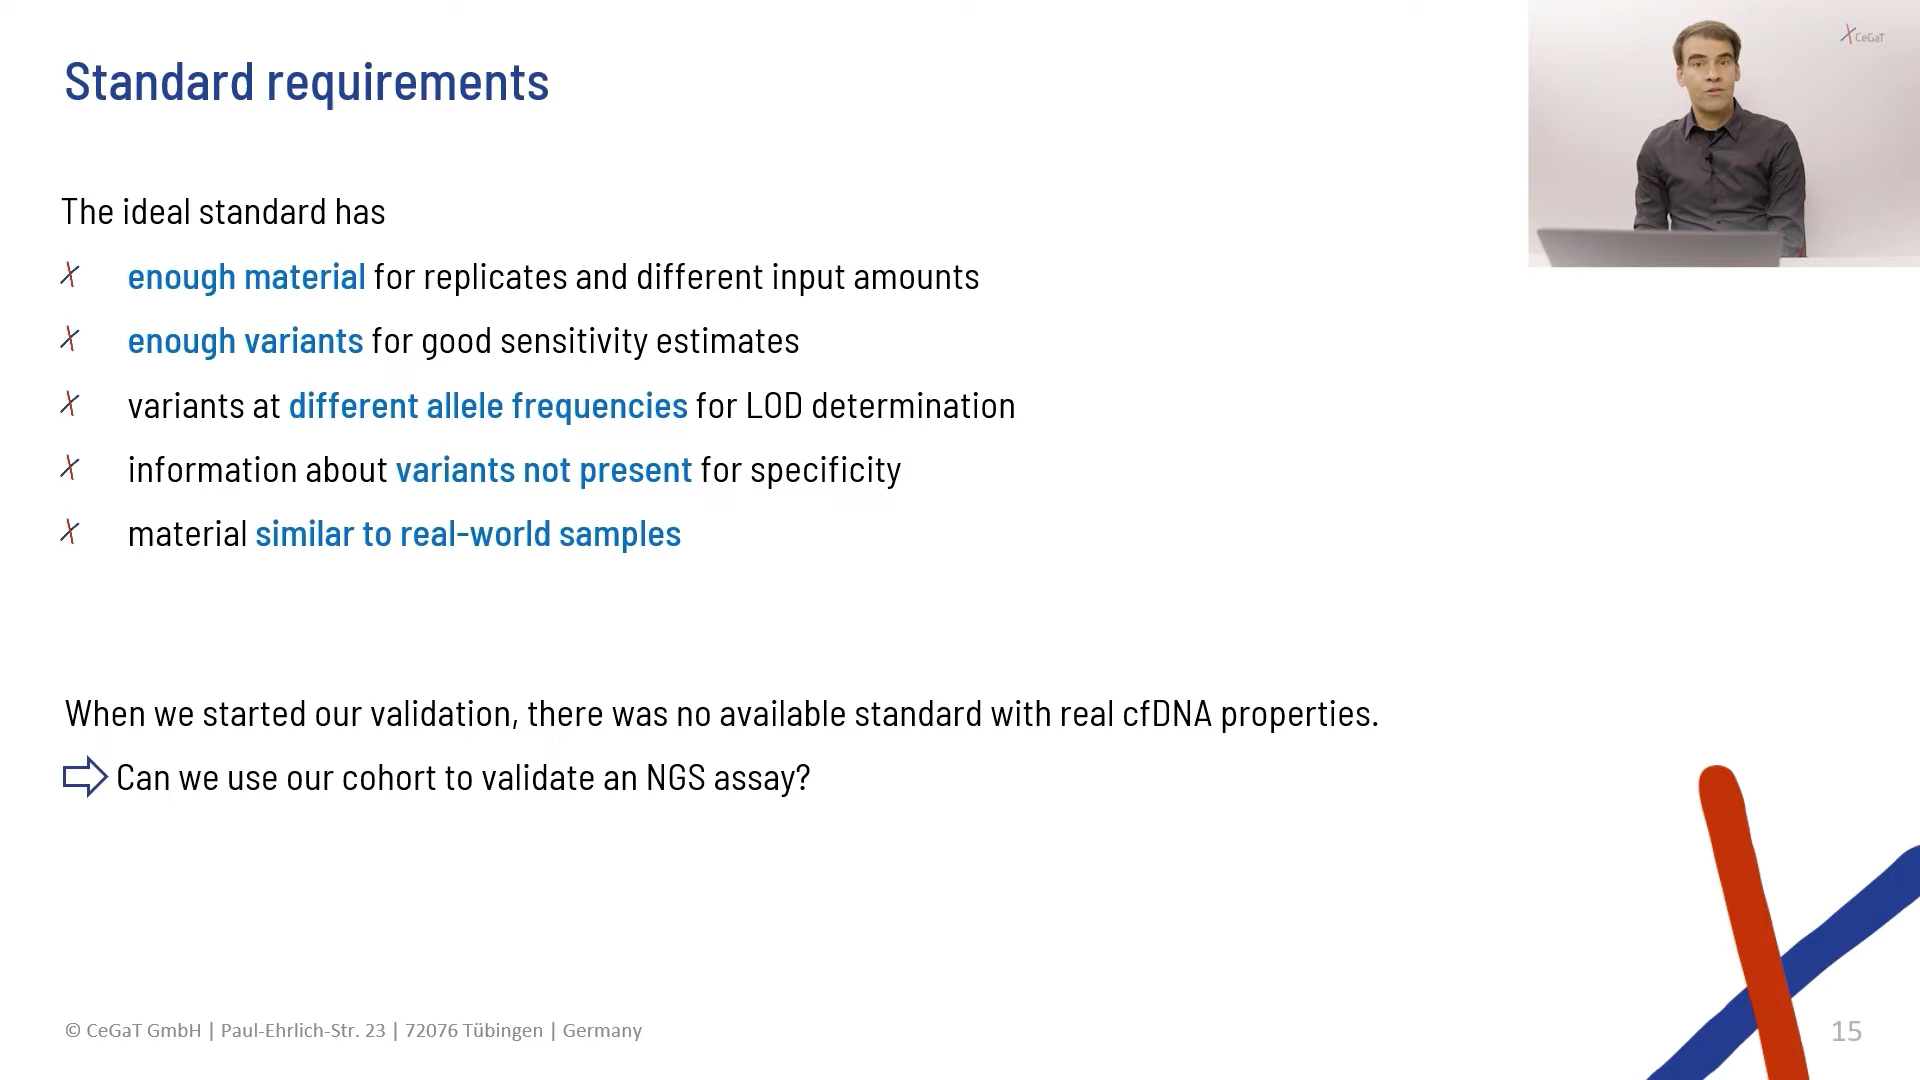 Standard requirements
CeGaT
The ideal standard has
enough material for replicates and different input amounts
enough variants for good sensitivity estimates
variants at different allele frequencies for LOD determination
information about variants not present for specificity
material similar to real-world samples
When we started our validation, there was no available standard with real cfDNA properties.
Can we use our cohort to validate an NGS assay?
© CeGaT GmbH | Paul-Ehrlich-Str. 23 | 72076 Tübingen | Germany
15